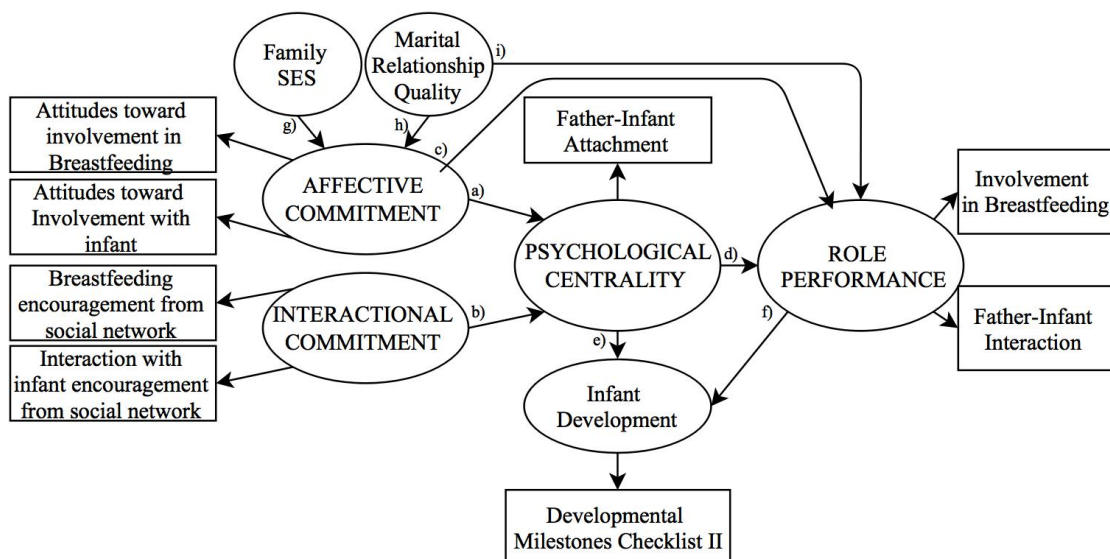 Family
SES
Marital
Relationship
Quality
i)
g)
h)
c)
Attitudes toward
involvement in
Breastfeeding
Attitudes toward
Involvement with
infant
Breastfeeding
encouragement from
social network
Interaction with
infant encouragement
from social network
AFFECTIVE
COMMITMENT
a)
INTERACTIONAL
COMMITMENT
b)
Father-Infant
Attachment
PSYCHOLOGICAL
CENTRALITY
d)
e)
ROLE
PERFORMANCE
f)
Involvement
in Breastfeeding
Father-Infant
Interaction
Infant
Development
Developmental
Milestones Checklist II